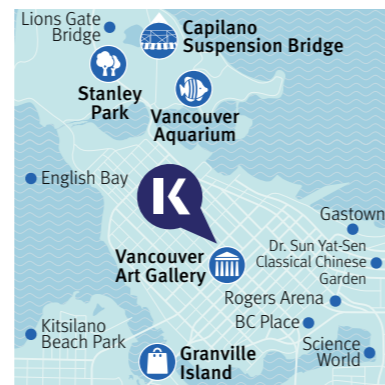 Lions Gate
Bridge
Capilano
Suspension Bridge
Stanley
Park
Vancouver
Aquarium
English Bay
K
Gastown
Vancouver
Art Gallery
Dr. Sun Yat-Sen
Classical Chinese
Garden
Rogers Arena
BC Place
Kitsilano
Beach Park
Granville
Island
Science
World